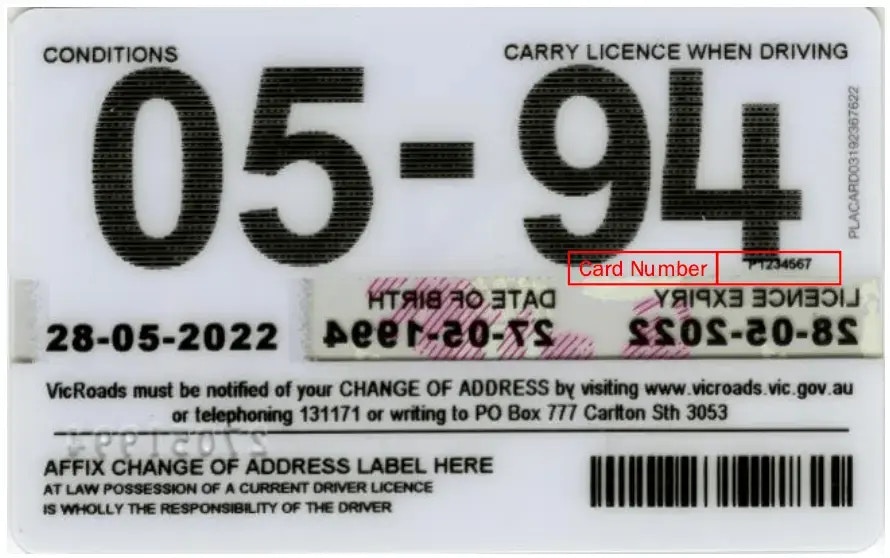 CONDITIONS CARRY LICENCE WHEN DRIVING
05-94
PLACARD03192367622
Card Number P1234567
DATE OF BIRTH LICENCE EXPIRY
28-05-2022 27-05-1994 28-05-2022
VicRoads must be notified of your CHANGE OF ADDRESS by visiting www.vicroads.vic.gov.au
or telephoning 131171 or writing to PO Box 777 Carlton Sth 3053
27051994
AFFIX CHANGE OF ADDRESS LABEL HERE
AT LAW POSSESSION OF A CURRENT DRIVER LICENCE
IS WHOLLY THE RESPONSIBILITY OF THE DRIVER